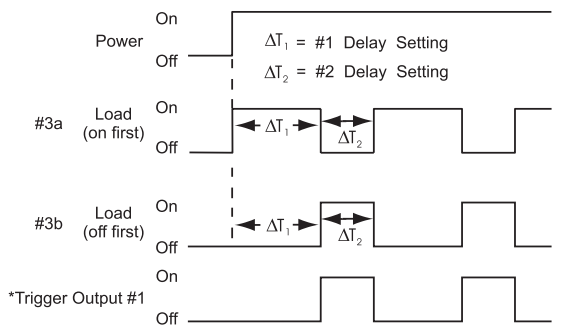 On
Power
Off
ΔT₁ = #1 Delay Setting
ΔT₂ = #2 Delay Setting
On
#3a Load
(on first)
Off
ΔT₁
ΔT₂
On
#3b Load
(off first)
Off
ΔT₁
ΔT₂
On
*Trigger Output #1
Off